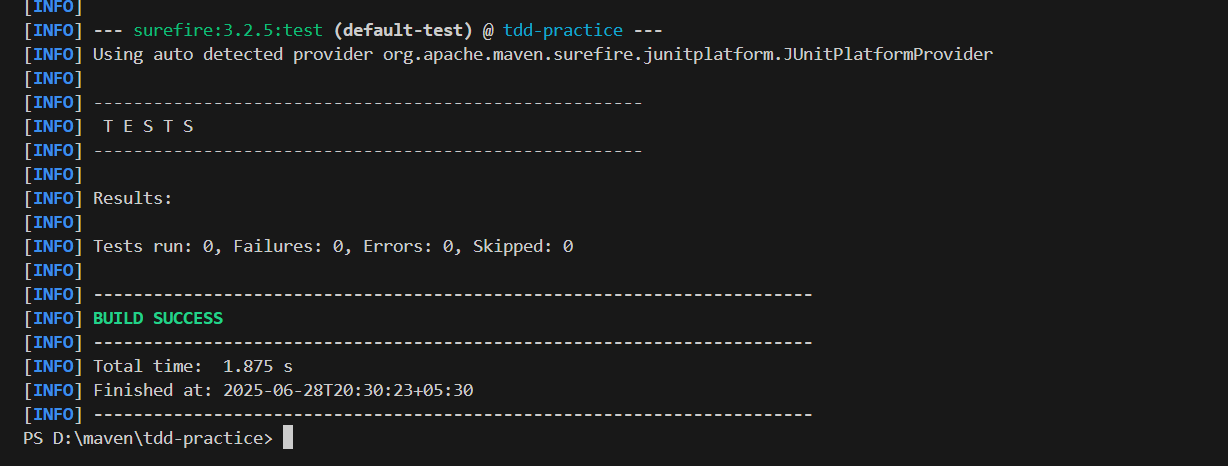 [INFO]
[INFO] --- surefire:3.2.5:test (default-test) @ tdd-practice ---
[INFO] Using auto detected provider org.apache.maven.surefire.junitplatform.JUnitPlatformProvider
[INFO]
[INFO] -------------------------------------------------------
[INFO]  T E S T S
[INFO] -------------------------------------------------------
[INFO]
[INFO] Results:
[INFO]
[INFO] Tests run: 0, Failures: 0, Errors: 0, Skipped: 0
[INFO]
[INFO] ------------------------------------------------------------------------
[INFO] BUILD SUCCESS
[INFO] ------------------------------------------------------------------------
[INFO] Total time:  1.875 s
[INFO] Finished at: 2025-06-28T20:30:23+05:30
[INFO] ------------------------------------------------------------------------
PS D:\maven\tdd-practice>